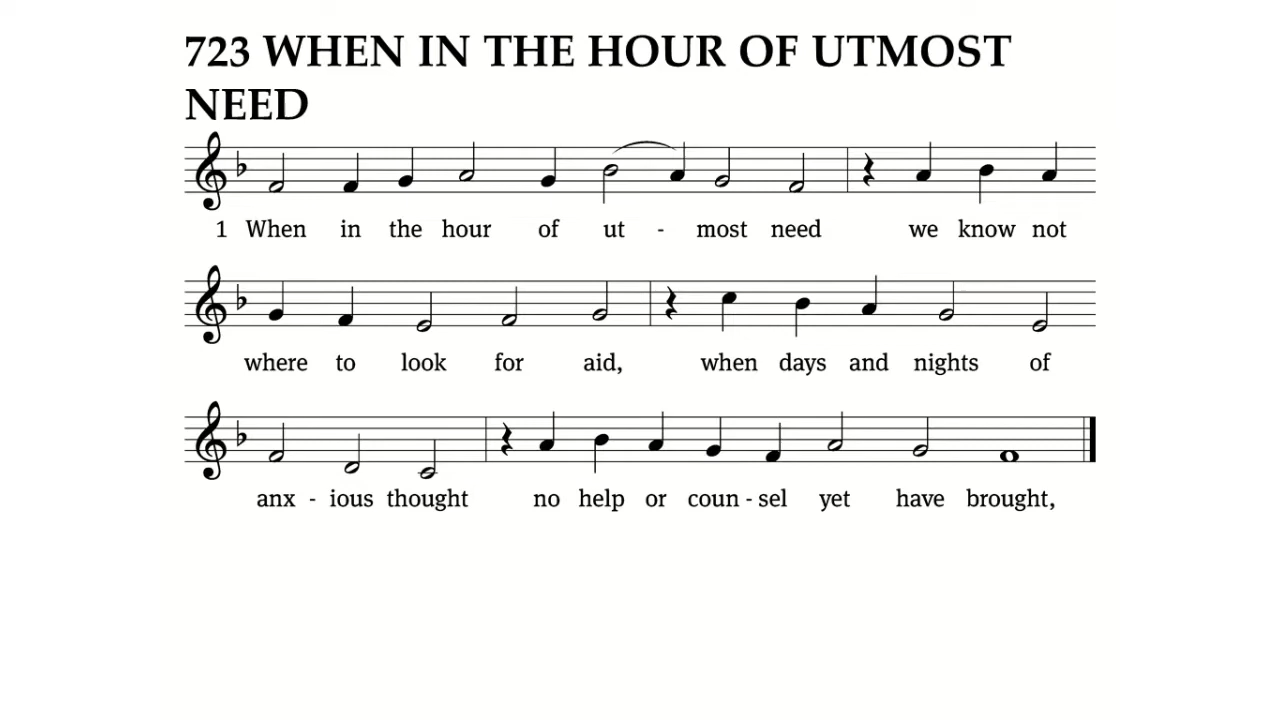 723 WHEN IN THE HOUR OF UTMOST
NEED
1 When in the hour of ut - most need we know not
where to look for aid, when days and nights of
anx - ious thought no help or coun - sel yet have brought,